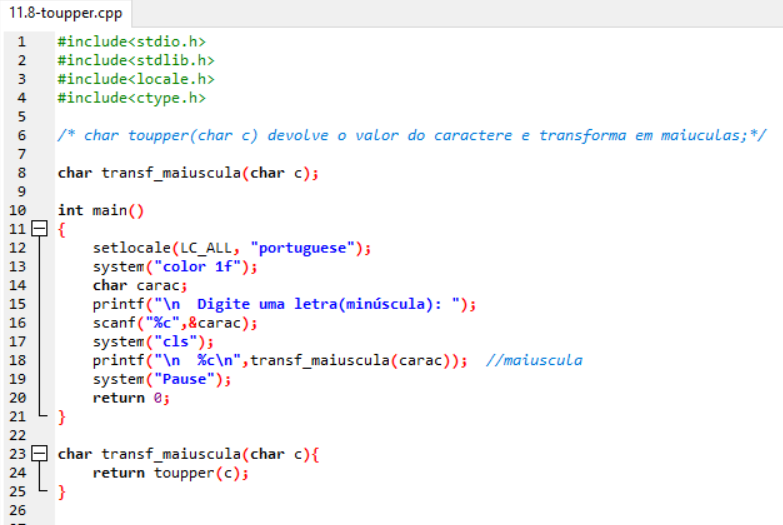 11.8-toupper.cpp
1 #include<stdio.h>
2 #include<stdlib.h>
3 #include<locale.h>
4 #include<ctype.h>
5
6 /* char toupper(char c) devolve o valor do caractere e transforma em maiuculas;*/
7
8 char transf_maiuscula(char c);
9
10 int main()
11 {
12 setlocale(LC_ALL, "portuguese");
13 system("color 1f");
14 char carac;
15 printf("\n  Digite uma letra(minúscula): ");
16 scanf("%c",&carac);
17 system("cls");
18 printf("\n  %c\n",transf_maiuscula(carac));  //maiuscula
19 system("Pause");
20 return 0;
21 }
22
23 char transf_maiuscula(char c){
24 return toupper(c);
25 }
26